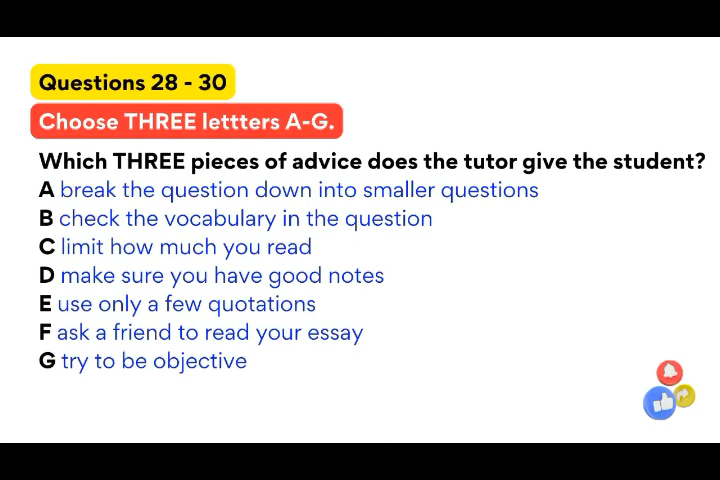 Questions 28 - 30
Choose THREE lettters A-G.
Which THREE pieces of advice does the tutor give the student?
A break the question down into smaller questions
B check the vocabulary in the question
C limit how much you read
D make sure you have good notes
E use only a few quotations
F ask a friend to read your essay
G try to be objective